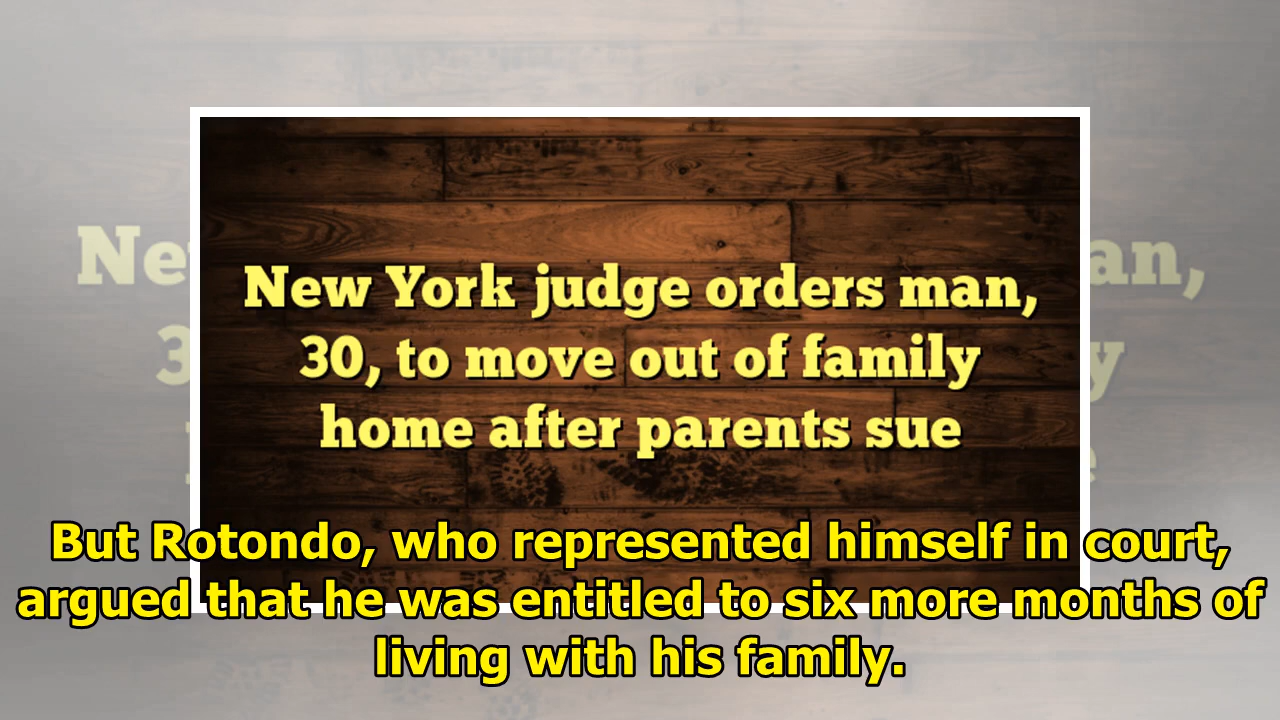 New York judge orders man,
30, to move out of family
home after parents sue
But Rotondo, who represented himself in court,
argued that he was entitled to six more months of
living with his family.